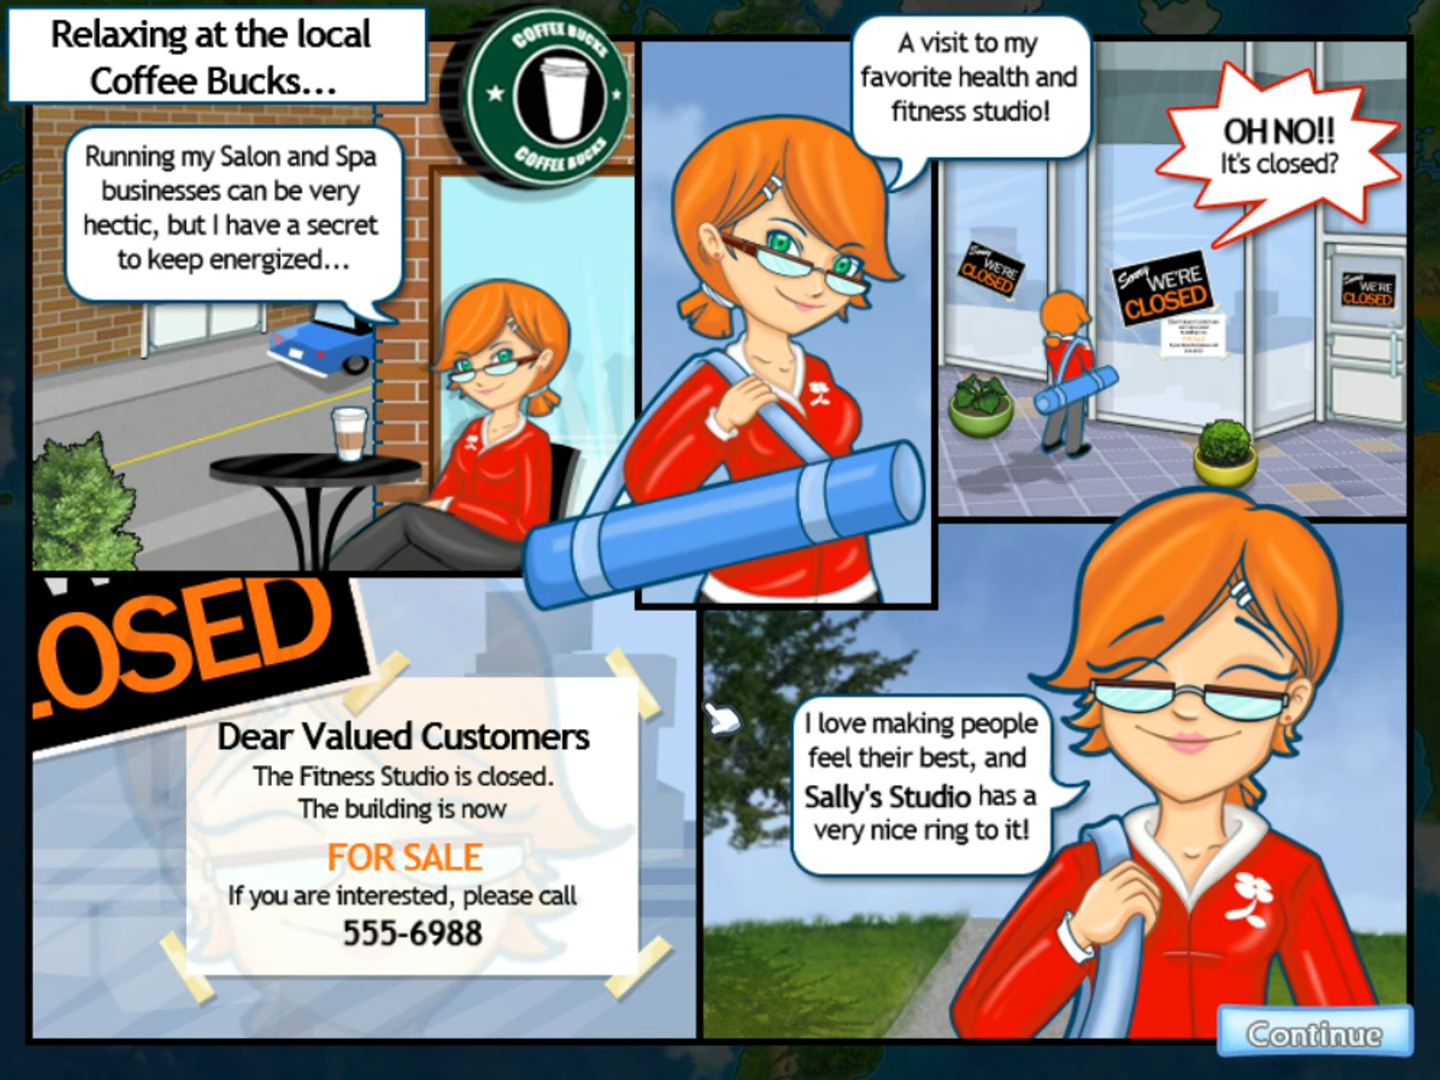 Relaxing at the local
Coffee Bucks...
COFFEE BUCKS
COFFEE BUCKS
Running my Salon and Spa
businesses can be very
hectic, but I have a secret
to keep energized...
A visit to my
favorite health and
fitness studio!
OH NO!!
It's closed?
Sorry
WE'RE
CLOSED
Sorry
WE'RE
CLOSED
Sorry
WE'RE
CLOSED
FOR SALE
LOSED
Dear Valued Customers
The Fitness Studio is closed.
The building is now
FOR SALE
If you are interested, please call
555-6988
I love making people
feel their best, and
Sally's Studio has a
very nice ring to it!
Continue